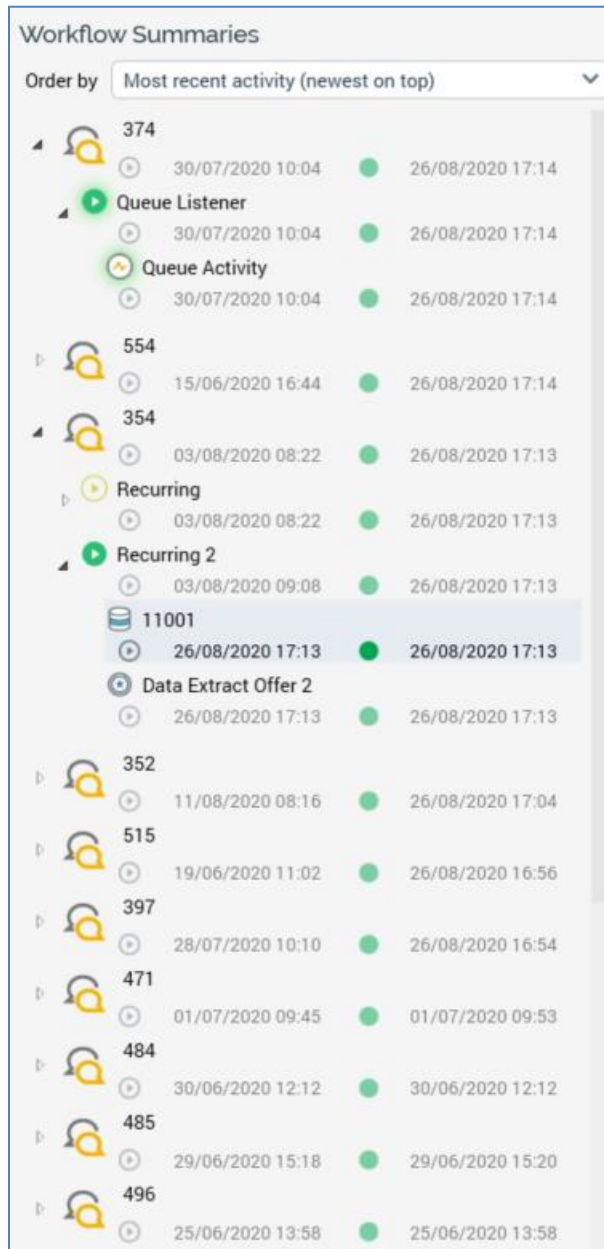 Workflow Summaries
Order by Most recent activity (newest on top)
374
30/07/2020 10:04 26/08/2020 17:14
Queue Listener
30/07/2020 10:04 26/08/2020 17:14
Queue Activity
30/07/2020 10:04 26/08/2020 17:14
554
15/06/2020 16:44 26/08/2020 17:14
354
03/08/2020 08:22 26/08/2020 17:13
Recurring
03/08/2020 08:22 26/08/2020 17:13
Recurring 2
03/08/2020 09:08 26/08/2020 17:13
11001
26/08/2020 17:13 26/08/2020 17:13
Data Extract Offer 2
26/08/2020 17:13 26/08/2020 17:13
352
11/08/2020 08:16 26/08/2020 17:04
515
19/06/2020 11:02 26/08/2020 16:56
397
28/07/2020 10:10 26/08/2020 16:54
471
01/07/2020 09:45 01/07/2020 09:53
484
30/06/2020 12:12 30/06/2020 12:12
485
29/06/2020 15:18 29/06/2020 15:20
496
25/06/2020 13:58 25/06/2020 13:58